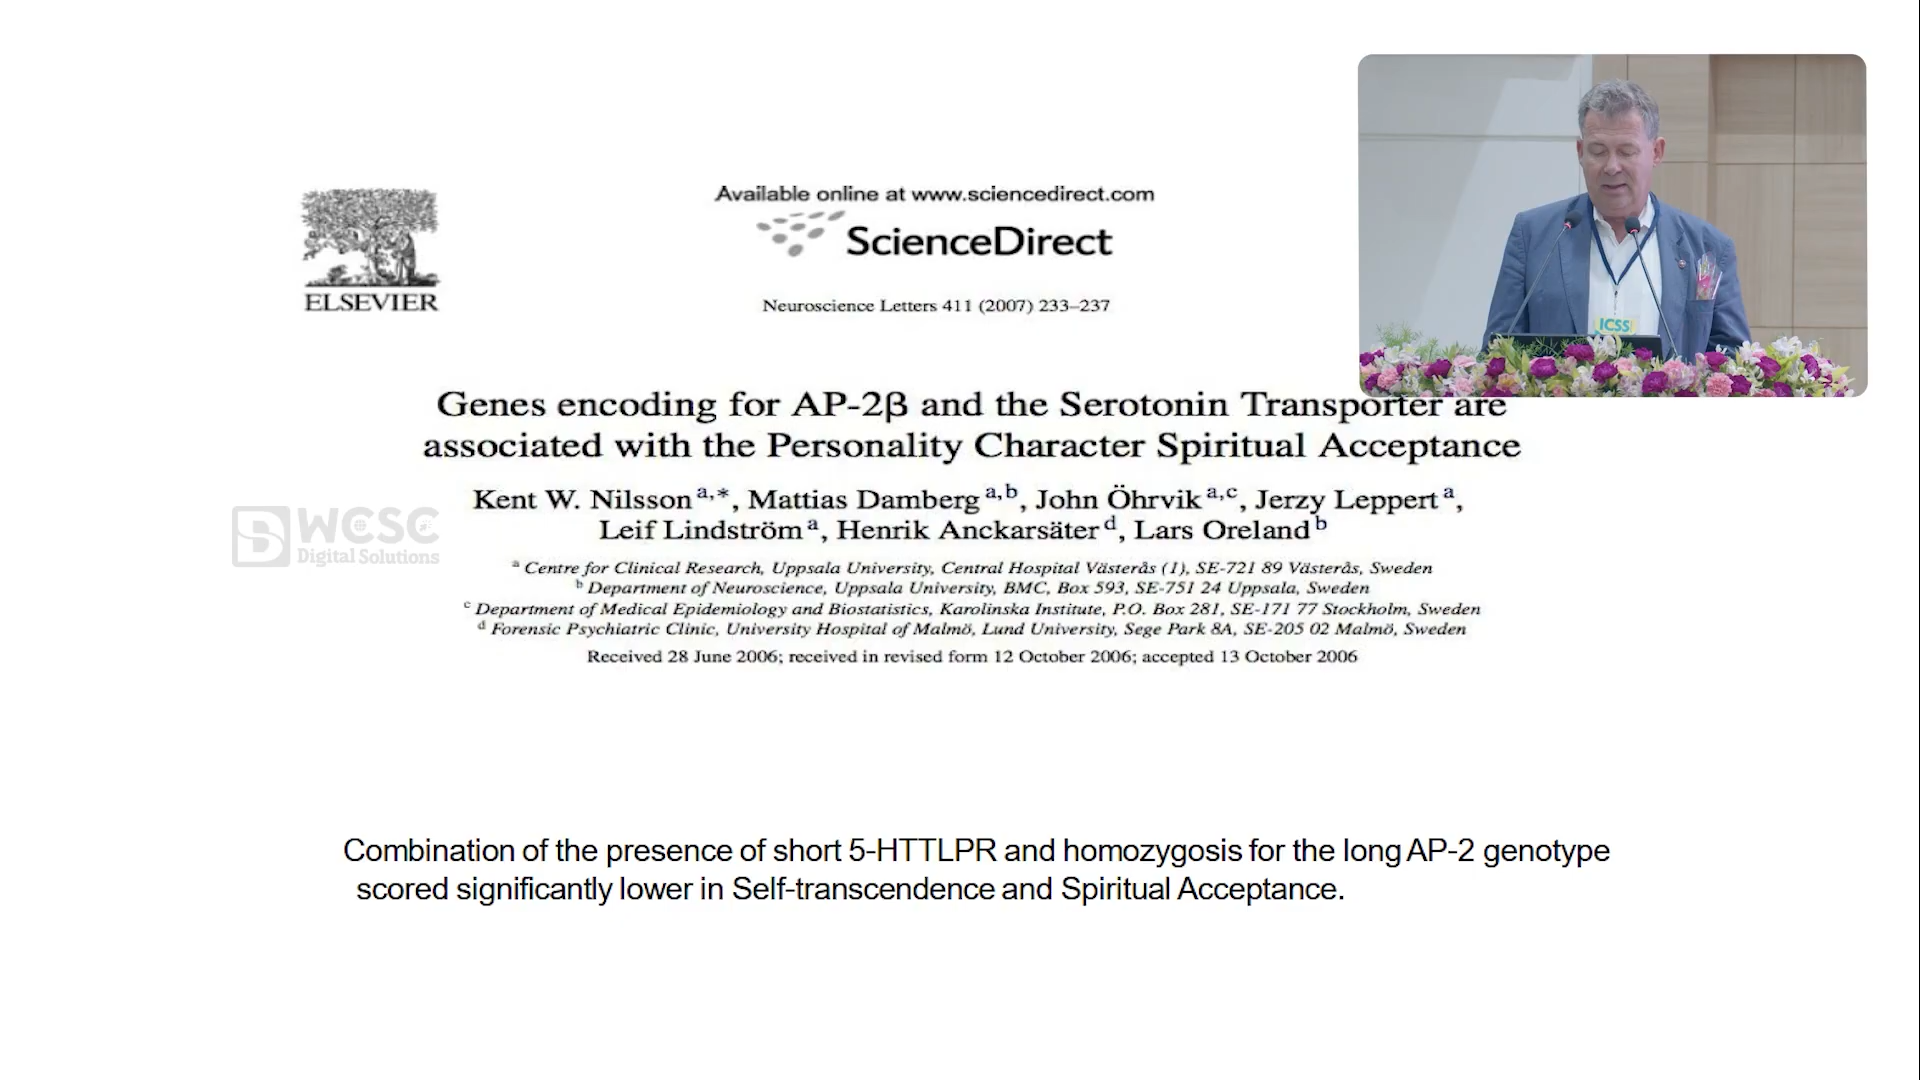 Available online at www.sciencedirect.com
ScienceDirect
ELSEVIER
Neuroscience Letters 411 (2007) 233–237
ICSS
Genes encoding for AP-2β and the Serotonin Transporter are
associated with the Personality Character Spiritual Acceptance
Kent W. Nilsson a,*, Mattias Damberg a,b, John Öhrvik a,c, Jerzy Leppert a,
Leif Lindström a, Henrik Anckarsäter d, Lars Oreland b
WCSC
Digital Solutions
a Centre for Clinical Research, Uppsala University, Central Hospital Västerås (1), SE-721 89 Västerås, Sweden
b Department of Neuroscience, Uppsala University, BMC, Box 593, SE-751 24 Uppsala, Sweden
c Department of Medical Epidemiology and Biostatistics, Karolinska Institute, P.O. Box 281, SE-171 77 Stockholm, Sweden
d Forensic Psychiatric Clinic, University Hospital of Malmö, Lund University, Sege Park 8A, SE-205 02 Malmö, Sweden
Received 28 June 2006; received in revised form 12 October 2006; accepted 13 October 2006
Combination of the presence of short 5-HTTLPR and homozygosis for the long AP-2 genotype
scored significantly lower in Self-transcendence and Spiritual Acceptance.